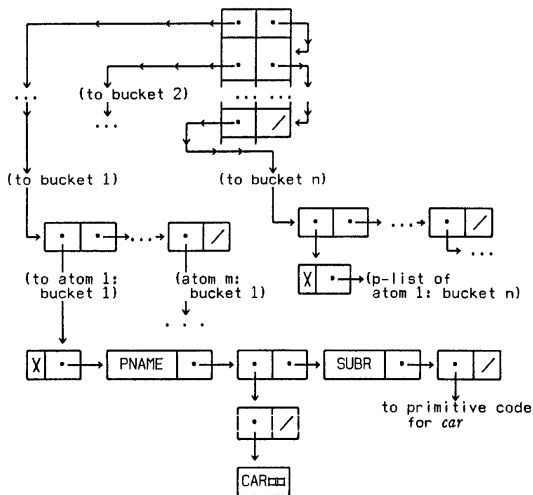 ... (to bucket 2) ... ...
...
(to bucket 1)
(to bucket n)
...
...
...
(to atom 1:
bucket 1)
(atom m:
bucket 1)
X
(p-list of
atom 1: bucket n)
. . .
X
PNAME
SUBR
to primitive code
for car
CAR¤¤